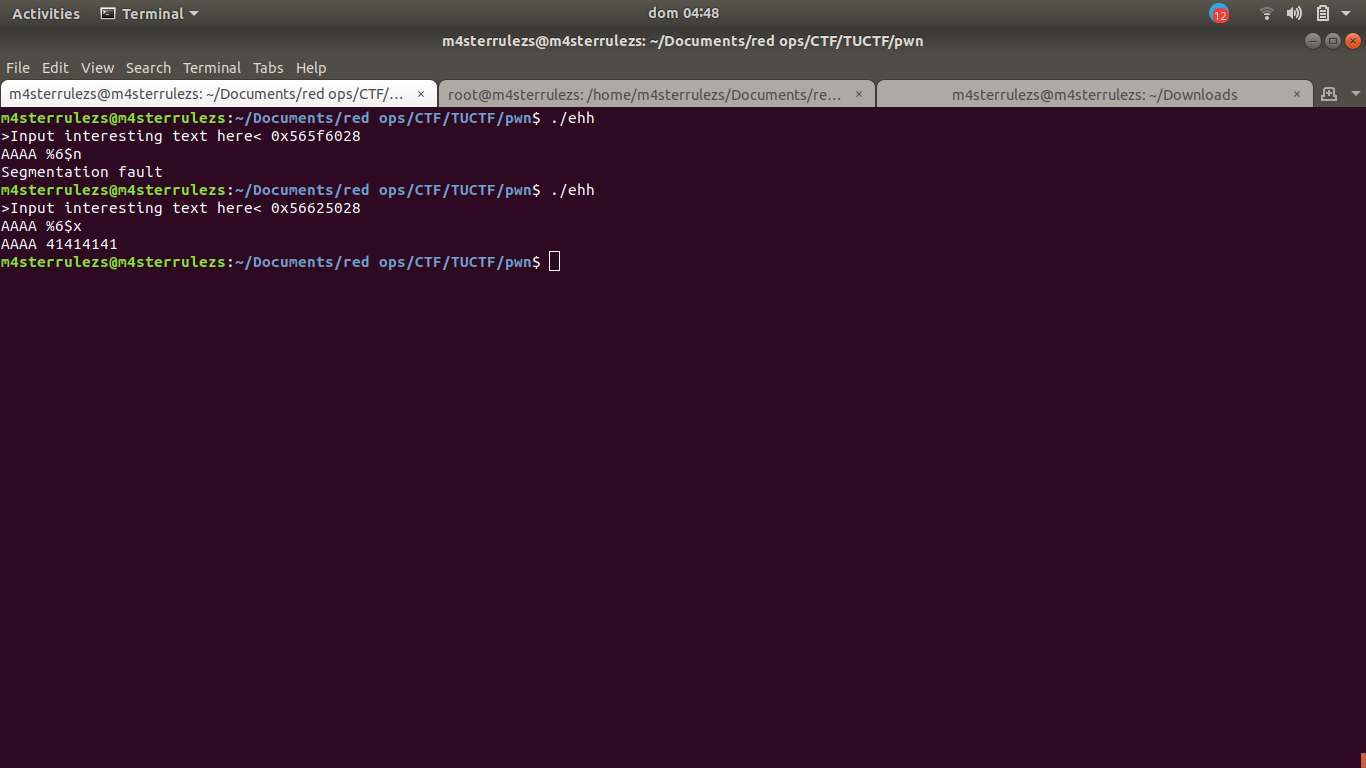 Activities Terminal dom 04:48 12
m4sterrulezs@m4sterrulezs: ~/Documents/red ops/CTF/TUCTF/pwn
File Edit View Search Terminal Tabs Help
m4sterrulezs@m4sterrulezs: ~/Documents/red ops/CTF/... × root@m4sterrulezs: /home/m4sterrulezs/Documents/re... × m4sterrulezs@m4sterrulezs: ~/Downloads ×
m4sterrulezs@m4sterrulezs:~/Documents/red ops/CTF/TUCTF/pwn$ ./ehh
>Input interesting text here< 0x565f6028
AAAA %6$n
Segmentation fault
m4sterrulezs@m4sterrulezs:~/Documents/red ops/CTF/TUCTF/pwn$ ./ehh
>Input interesting text here< 0x56625028
AAAA %6$x
AAAA 41414141
m4sterrulezs@m4sterrulezs:~/Documents/red ops/CTF/TUCTF/pwn$